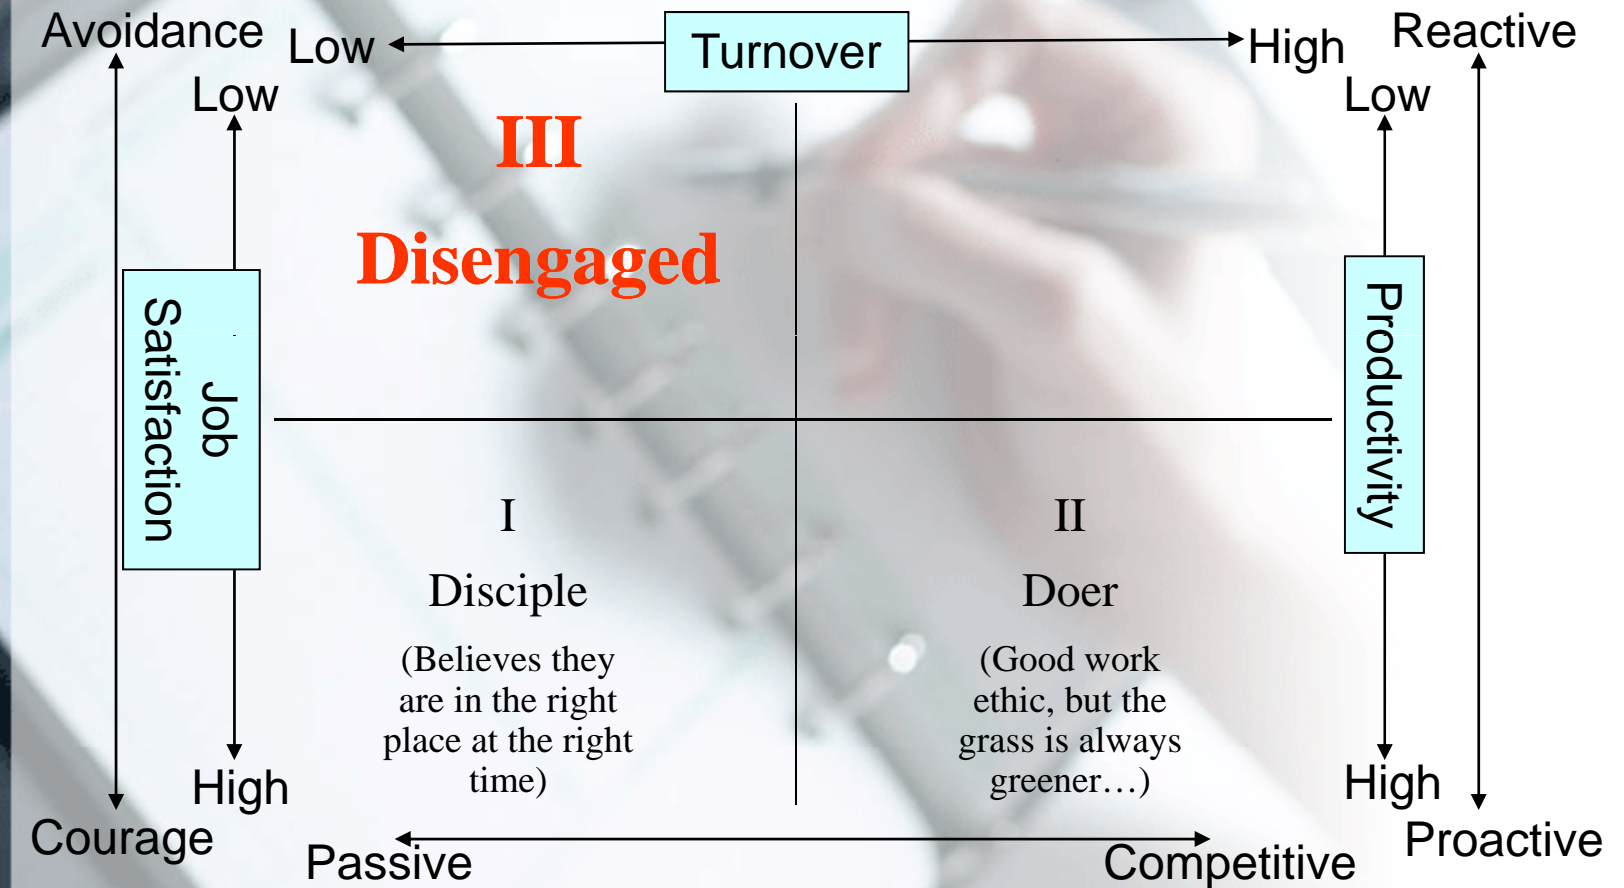 Avoidance
Low
Turnover
High
Reactive
Low
Low
III
Disengaged
Job
Satisfaction
Productivity
I
Disciple
(Believes they
are in the right
place at the right
time)
II
Doer
(Good work
ethic, but the
grass is always
greener…)
High
High
Courage
Passive
Competitive
Proactive